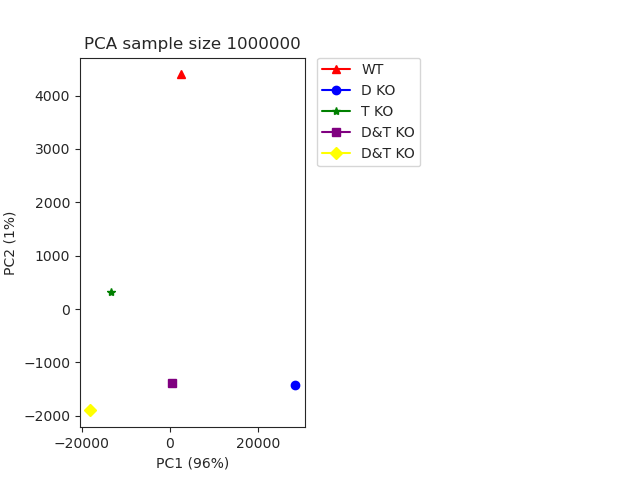 PCA sample size 1000000
WT
D KO
T KO
D&T KO
D&T KO
PC2 (1%)
4000
3000
2000
1000
0
−1000
−2000
−20000
0
20000
PC1 (96%)